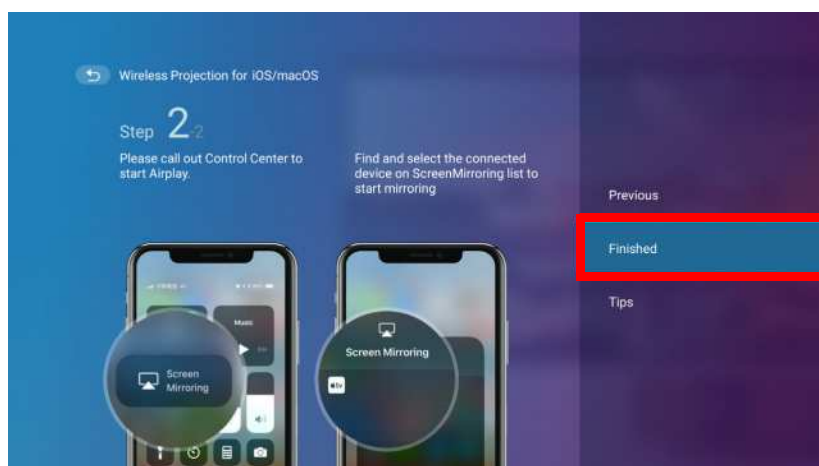 Wireless Projection for iOS/macOS
Step 2-2
Please call out Control Center to
start Airplay.
Find and select the connected
device on ScreenMirroring list to
start mirroring
Previous
Finished
Tips
Music
Screen
Mirroring
Screen Mirroring
tv